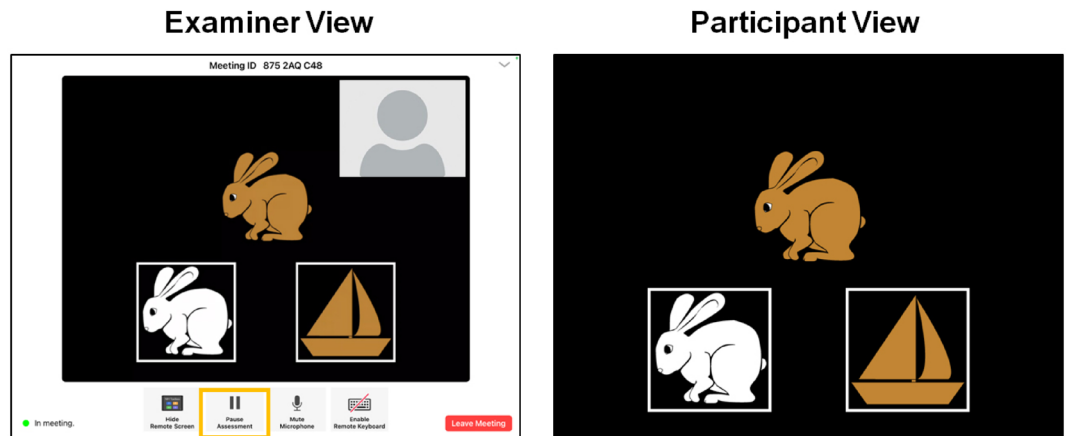 Examiner View
Participant View
Meeting ID 875 2AQ C48
Hide
Remote Screen
Pause
Assessment
Mute
Microphone
Enable
Remote Keyboard
In meeting.
Leave Meeting